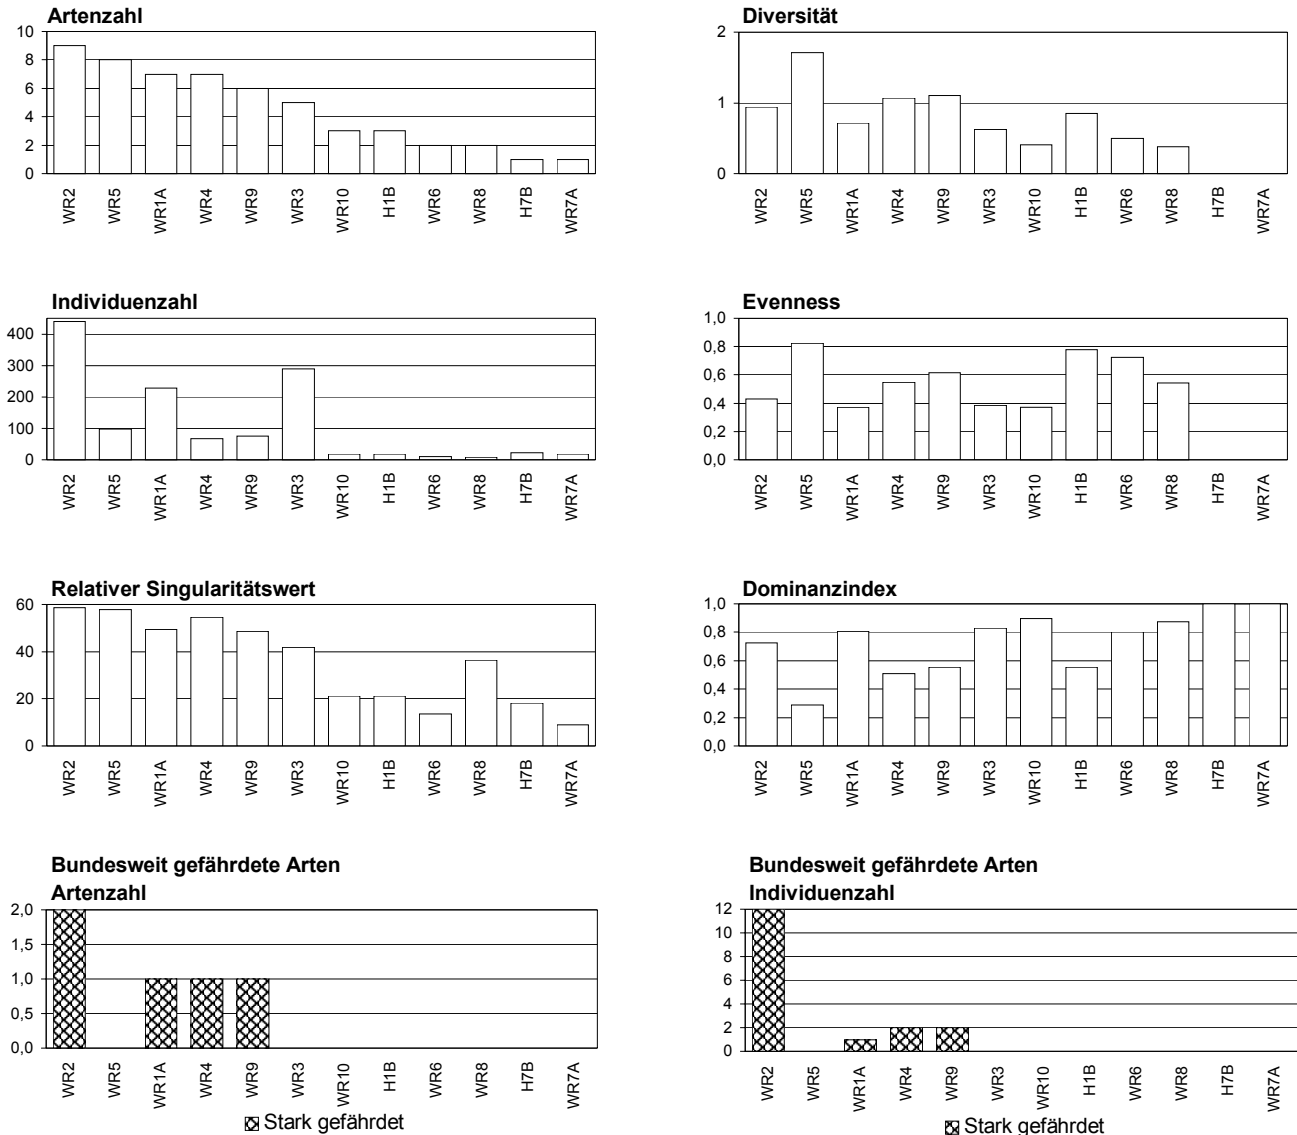 Artenzahl
10
8
6
4
2
0
WR2 WR5 WR1A WR4 WR9 WR3 WR10 H1B WR6 WR8 H7B WR7A
Diversität
2
1
0
WR2 WR5 WR1A WR4 WR9 WR3 WR10 H1B WR6 WR8 H7B WR7A
Individuenzahl
400
300
200
100
0
WR2 WR5 WR1A WR4 WR9 WR3 WR10 H1B WR6 WR8 H7B WR7A
Evenness
1,0
0,8
0,6
0,4
0,2
0,0
WR2 WR5 WR1A WR4 WR9 WR3 WR10 H1B WR6 WR8 H7B WR7A
Relativer Singularitätswert
60
40
20
0
WR2 WR5 WR1A WR4 WR9 WR3 WR10 H1B WR6 WR8 H7B WR7A
Dominanzindex
1,0
0,8
0,6
0,4
0,2
0,0
WR2 WR5 WR1A WR4 WR9 WR3 WR10 H1B WR6 WR8 H7B WR7A
Bundesweit gefährdete Arten
Artenzahl
2,0
1,5
1,0
0,5
0,0
WR2 WR5 WR1A WR4 WR9 WR3 WR10 H1B WR6 WR8 H7B WR7A
Stark gefährdet
Bundesweit gefährdete Arten
Individuenzahl
12
10
8
6
4
2
0
WR2 WR5 WR1A WR4 WR9 WR3 WR10 H1B WR6 WR8 H7B WR7A
Stark gefährdet